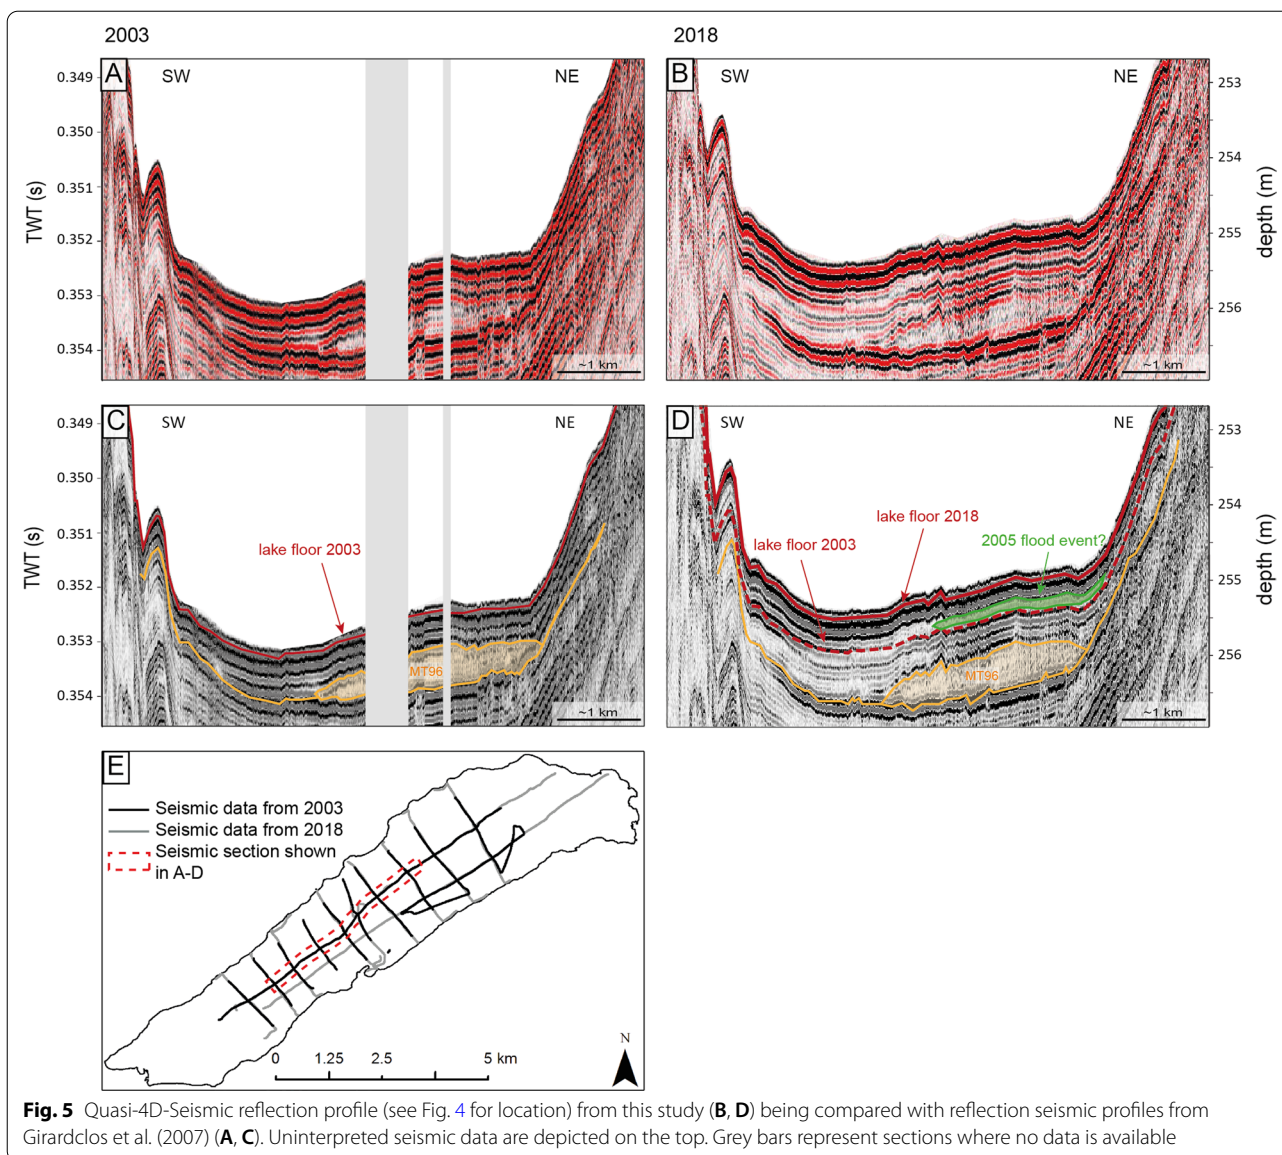 2003
2018
A
SW
NE
TWT (s)
0.349
0.350
0.351
0.352
0.353
0.354
~1 km
B
SW
NE
253
254
255
256
depth (m)
~1 km
C
SW
NE
TWT (s)
0.349
0.350
0.351
0.352
0.353
0.354
lake floor 2003
MT96
~1 km
D
SW
NE
lake floor 2018
lake floor 2003
2005 flood event?
MT96
253
254
255
256
depth (m)
~1 km
E
Seismic data from 2003
Seismic data from 2018
Seismic section shown
in A-D
N
0 1.25 2.5 5 km
Fig. 5 Quasi-4D-Seismic reflection profile (see Fig. 4 for location) from this study (B, D) being compared with reflection seismic profiles from
Girardclos et al. (2007) (A, C). Uninterpreted seismic data are depicted on the top. Grey bars represent sections where no data is available